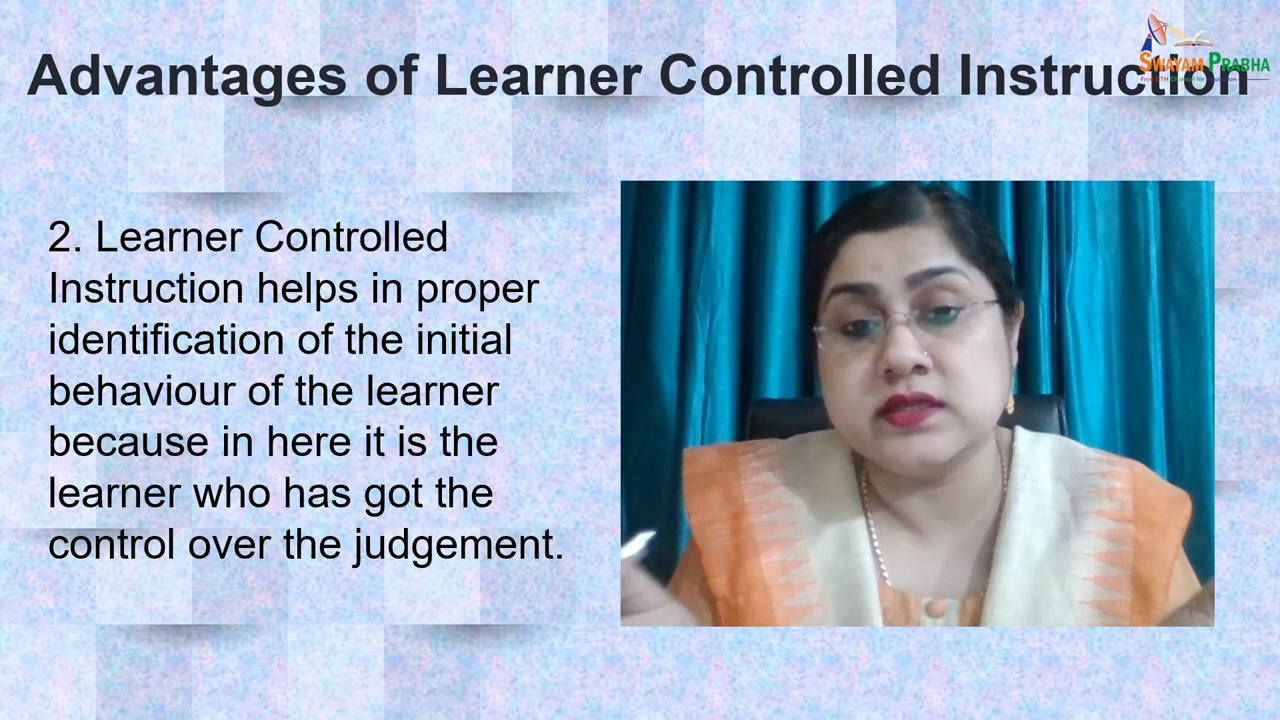 Advantages of Learner Controlled Instruction
SWAYAM PRABHA
2. Learner Controlled
Instruction helps in proper
identification of the initial
behaviour of the learner
because in here it is the
learner who has got the
control over the judgement.